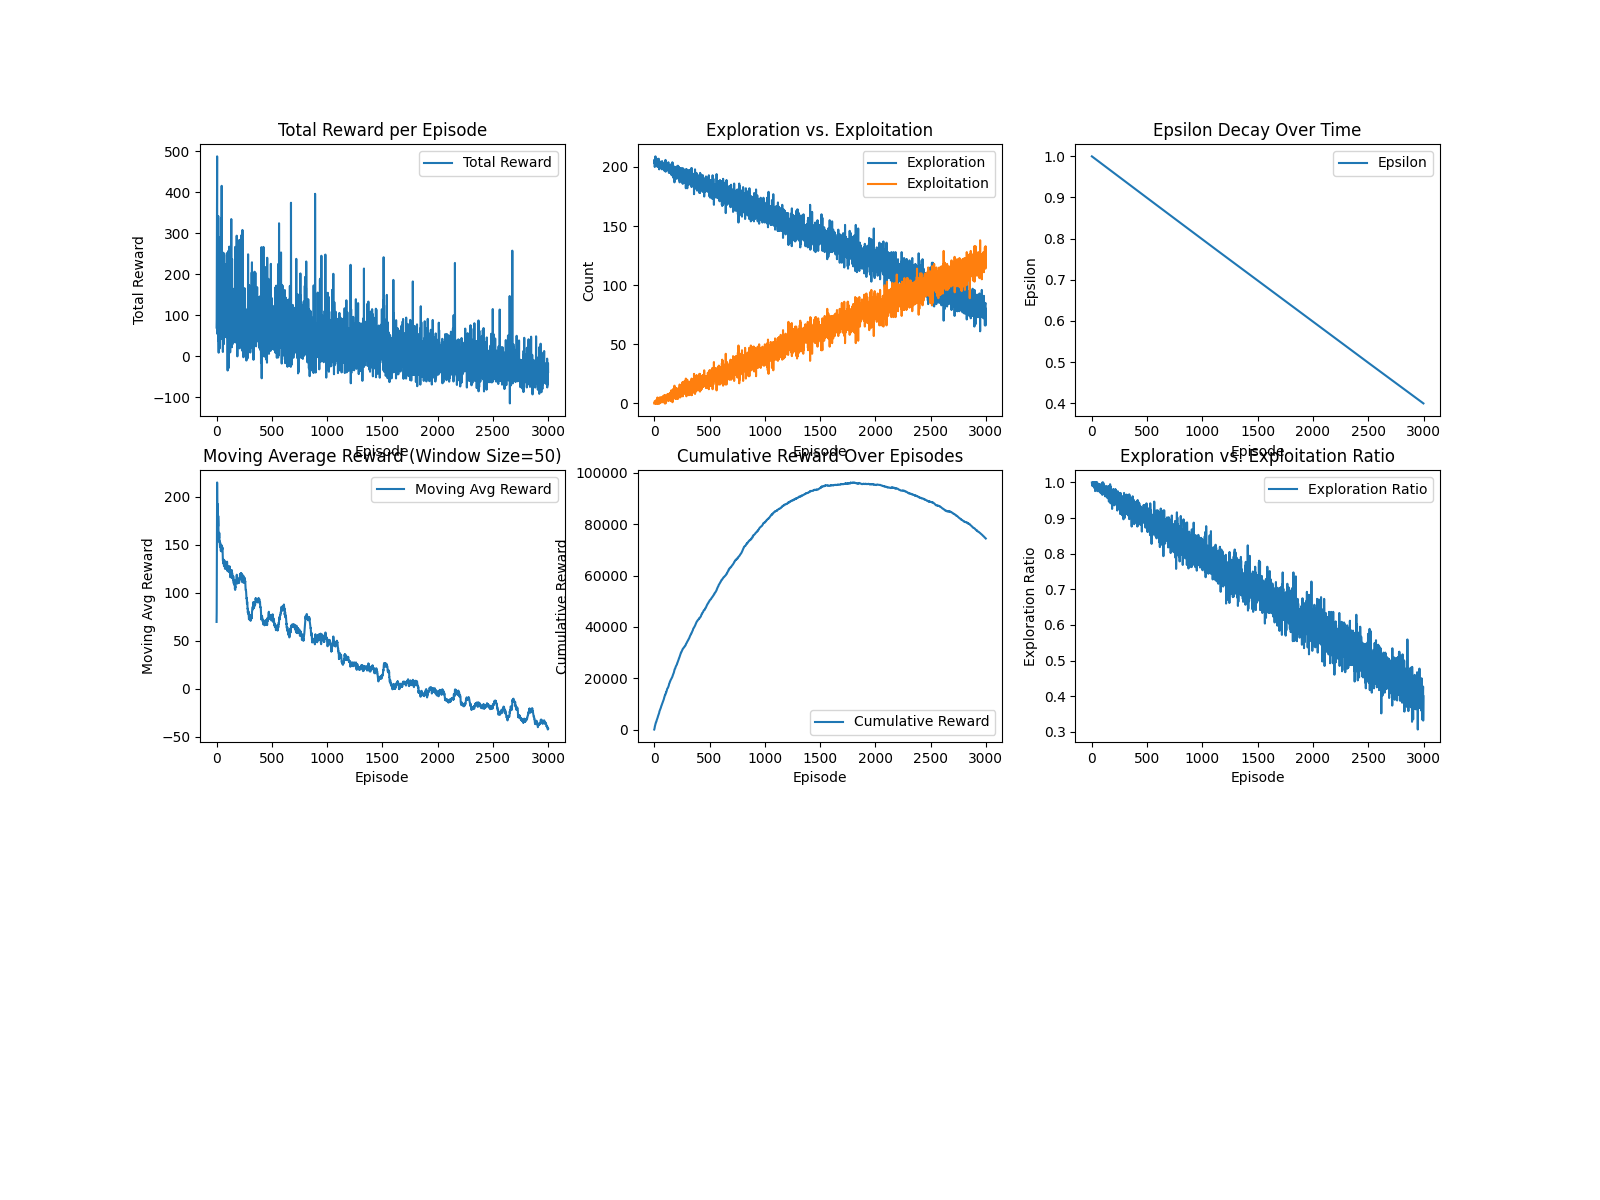 Total Reward per Episode
Total Reward
500
400
300
200
100
0
−100
Total Reward
0 500 1000 1500 2000 2500 3000
Episode
Exploration vs. Exploitation
Exploration
Exploitation
200
150
100
50
0
Count
0 500 1000 1500 2000 2500 3000
Episode
Epsilon Decay Over Time
Epsilon
1.0
0.9
0.8
0.7
0.6
0.5
0.4
Epsilon
0 500 1000 1500 2000 2500 3000
Episode
Moving Average Reward (Window Size=50)
Moving Avg Reward
200
150
100
50
0
−50
Moving Avg Reward
0 500 1000 1500 2000 2500 3000
Episode
Cumulative Reward Over Episodes
100000
80000
60000
40000
20000
0
Cumulative Reward
Cumulative Reward
0 500 1000 1500 2000 2500 3000
Episode
Exploration vs. Exploitation Ratio
Exploration Ratio
1.0
0.9
0.8
0.7
0.6
0.5
0.4
0.3
Exploration Ratio
0 500 1000 1500 2000 2500 3000
Episode